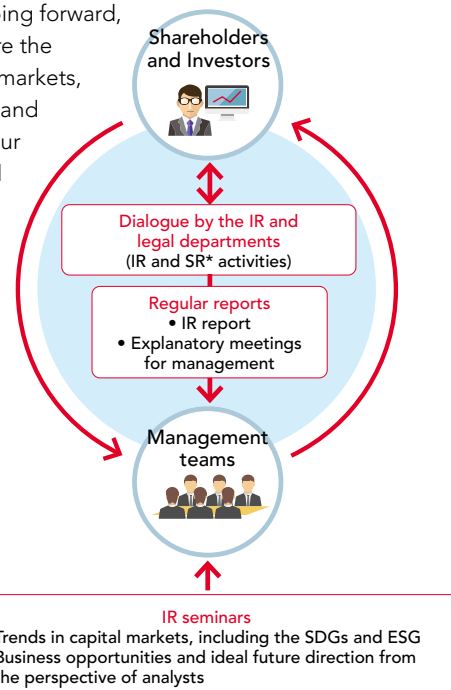 oing forward,
re the
markets,
and
ur
Shareholders
and Investors
Dialogue by the IR and
legal departments
(IR and SR* activities)
Regular reports
• IR report
• Explanatory meetings
for management
Management
teams
IR seminars
Trends in capital markets, including the SDGs and ESG
Business opportunities and ideal future direction from
the perspective of analysts